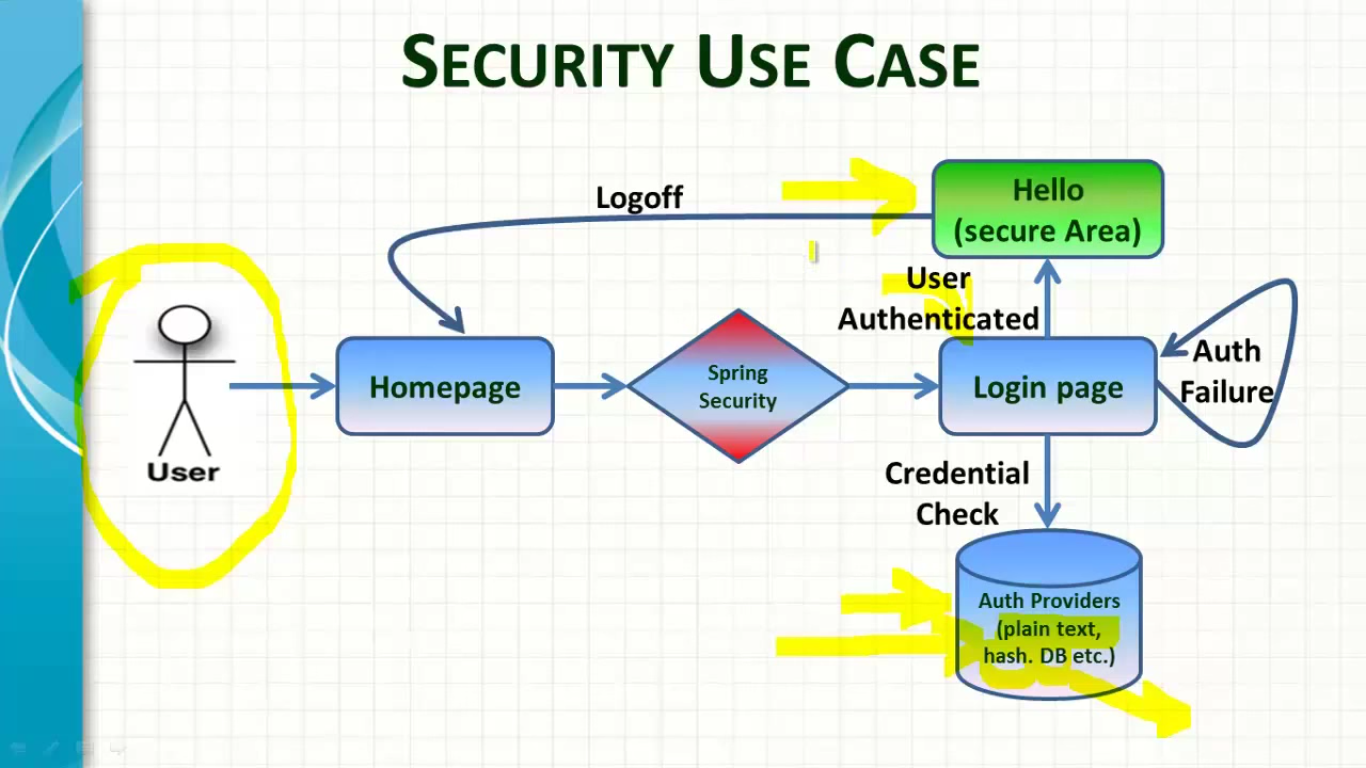 SECURITY USE CASE
Logoff
Hello
(secure Area)
User
Authenticated
User
Homepage
Spring
Security
Login page
Auth
Failure
Credential
Check
Auth Providers
(plain text,
hash. DB etc.)